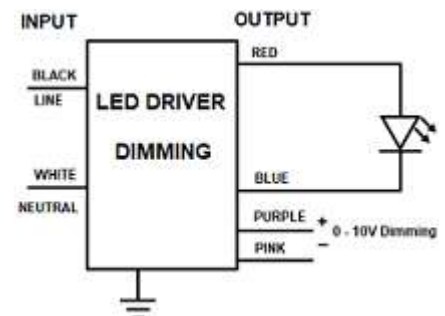 INPUT
OUTPUT
RED
BLACK
LINE
LED DRIVER
DIMMING
WHITE
BLUE
NEUTRAL
PURPLE
+
0 - 10V Dimming
PINK
−